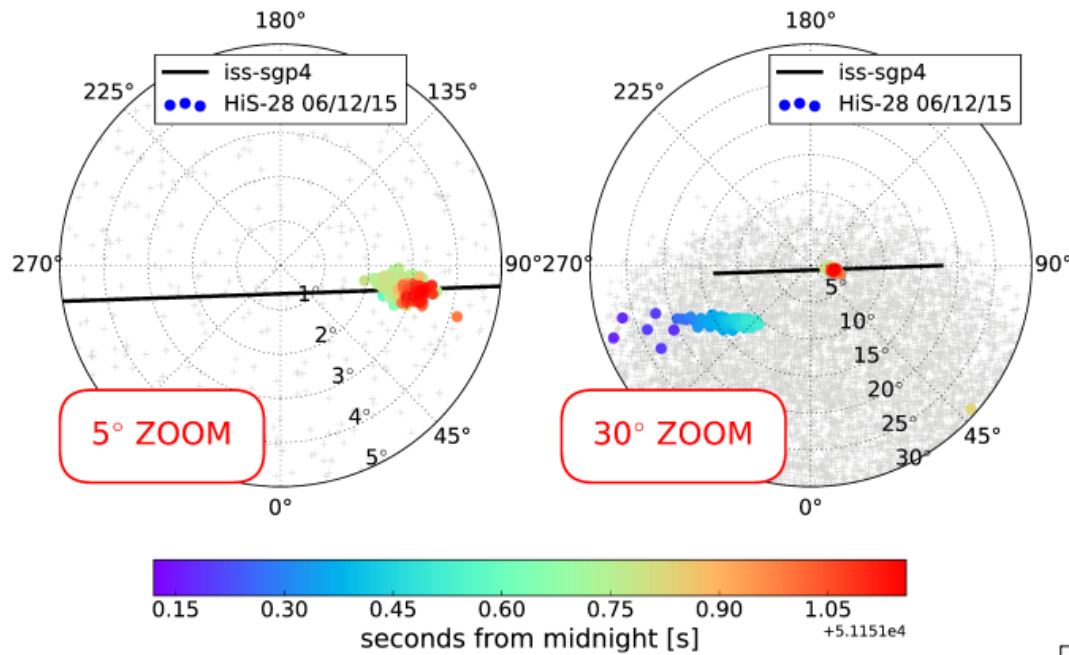 180°
iss-sgp4
HiS-28 06/12/15
225°
135°
270°
90°
1°
2°
3°
4°
5°
45°
0°
5° ZOOM
180°
iss-sgp4
HiS-28 06/12/15
225°
270°
90°
5°
10°
15°
20°
25°
30°
45°
0°
30° ZOOM
0.15 0.30 0.45 0.60 0.75 0.90 1.05
+5.1151e4
seconds from midnight [s]